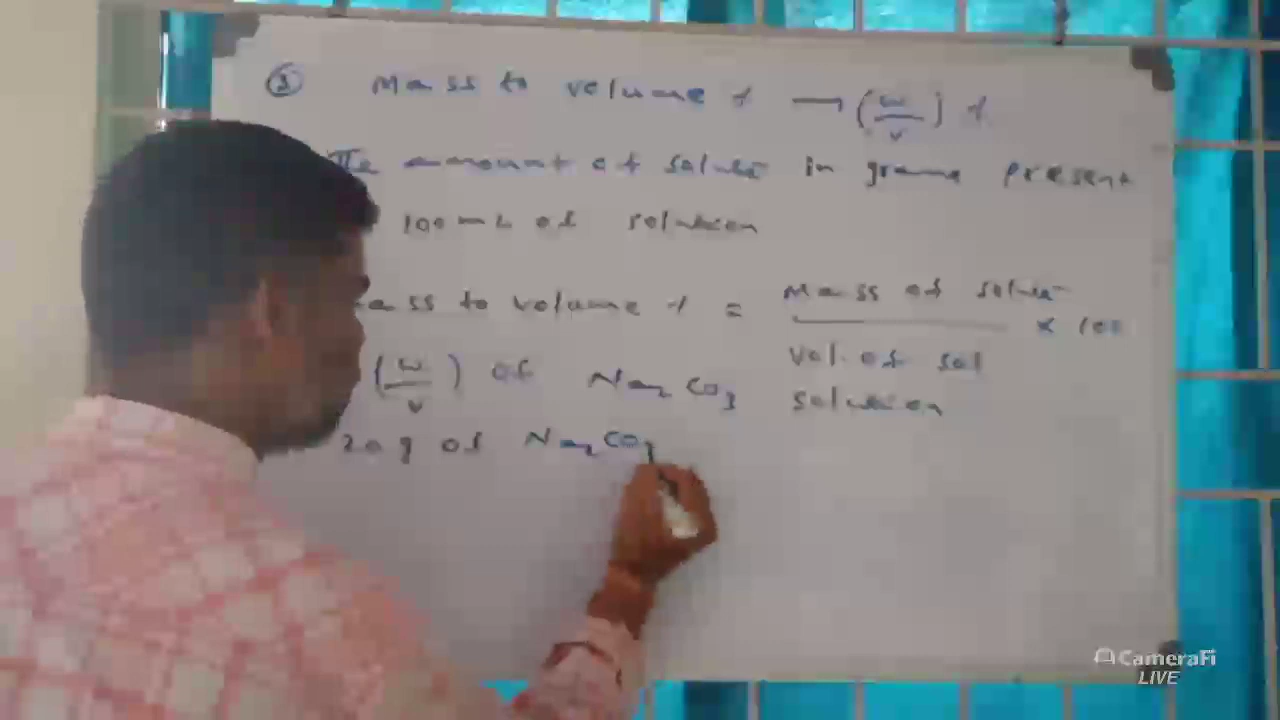 ③ Mass to volume % → (w/v) %
The amount of solute in grams present
100 mL of solution
ass to volume % = Mass of solute / vol. of sol solution × 100
(w/v) of Na₂CO₃
20 g of Na₂CO₃
CameraFi
LIVE